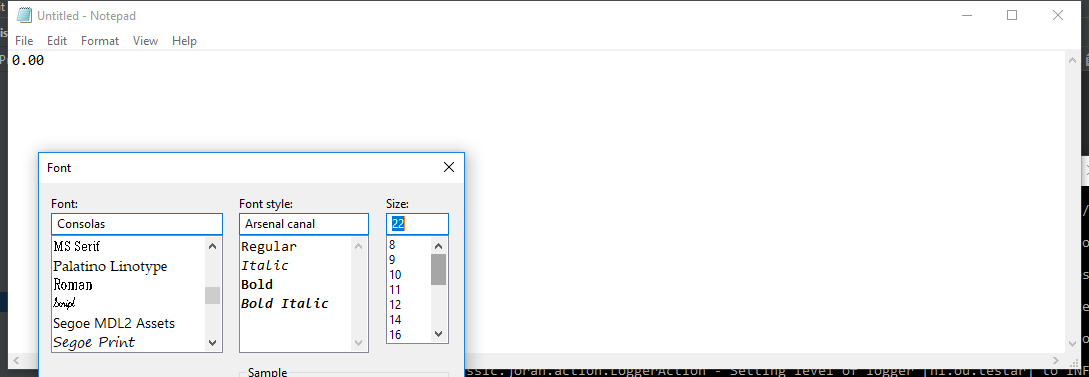 Untitled - Notepad
File Edit Format View Help
0.00
Font
Font: Font style: Size:
Consolas Arsenal canal 22
MS Serif Regular 8
Palatino Linotype Italic 9
Roman Bold 10
Script Bold Italic 11
Segoe MDL2 Assets 12
Segoe Print 14
16
Sample
ssic.joran.action.LoggerAction - Setting level of logger [nl.ou.testar] to INF